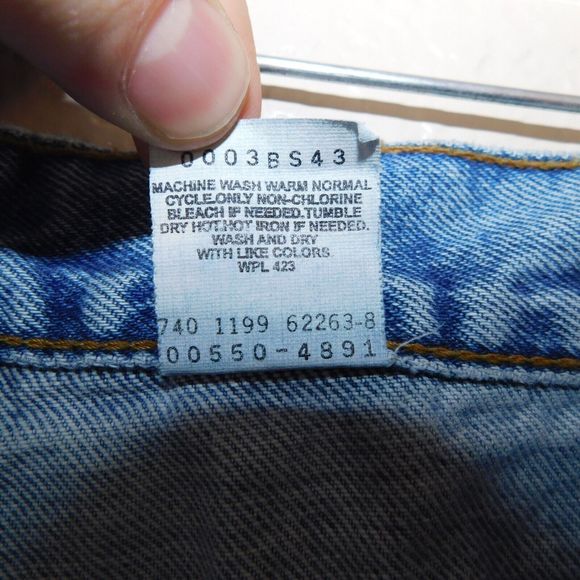 0003BS43
MACHINE WASH WARM NORMAL
CYCLE.ONLY NON-CHLORINE
BLEACH IF NEEDED.TUMBLE
DRY HOT.HOT IRON IF NEEDED.
WASH AND DRY
WITH LIKE COLORS
WPL 423
740 1199 62263-8
00550-4891